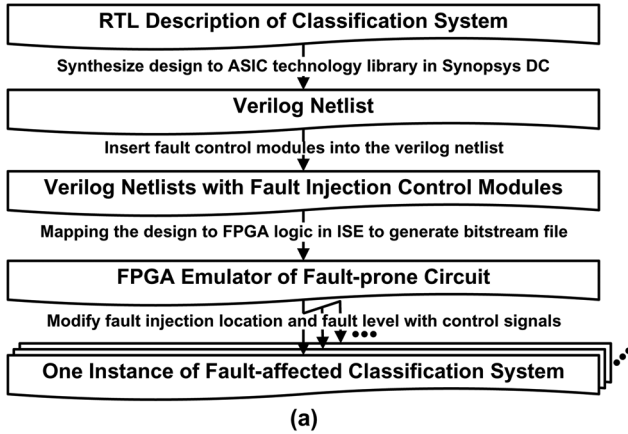 RTL Description of Classification System
Synthesize design to ASIC technology library in Synopsys DC
Verilog Netlist
Insert fault control modules into the verilog netlist
Verilog Netlists with Fault Injection Control Modules
Mapping the design to FPGA logic in ISE to generate bitstream file
FPGA Emulator of Fault-prone Circuit
Modify fault injection location and fault level with control signals
One Instance of Fault-affected Classification System
(a)